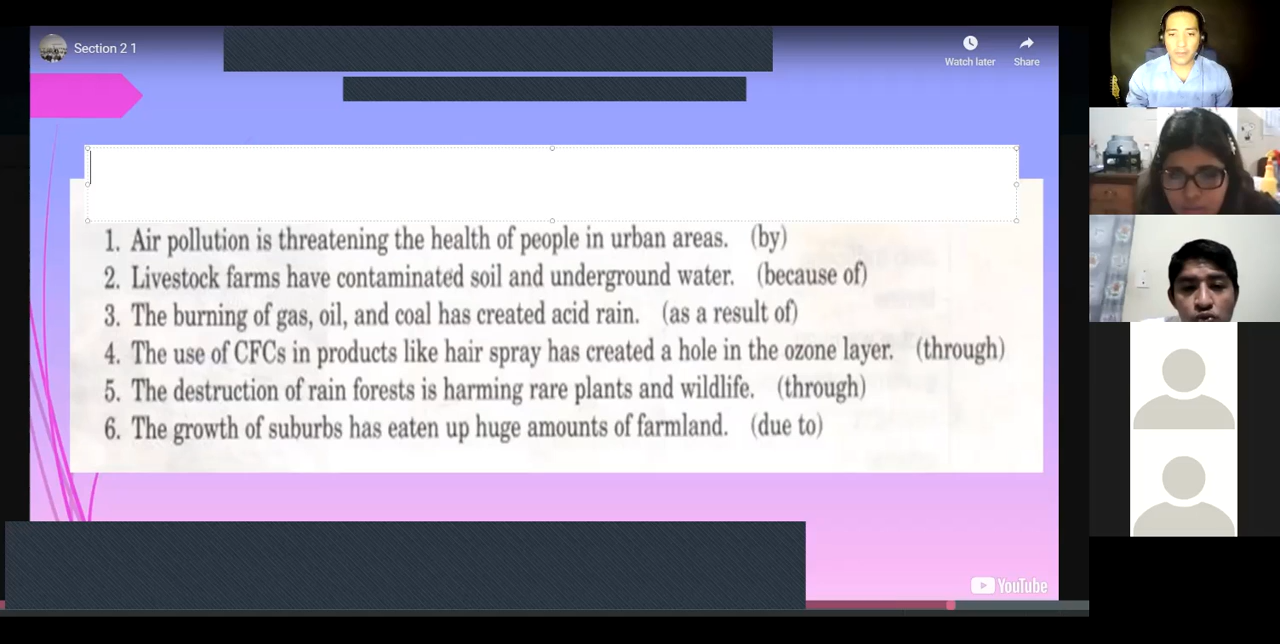 Section 2 1
Watch later
Share
1. Air pollution is threatening the health of people in urban areas. (by)
2. Livestock farms have contaminated soil and underground water. (because of)
3. The burning of gas, oil, and coal has created acid rain. (as a result of)
4. The use of CFCs in products like hair spray has created a hole in the ozone layer. (through)
5. The destruction of rain forests is harming rare plants and wildlife. (through)
6. The growth of suburbs has eaten up huge amounts of farmland. (due to)
YouTube